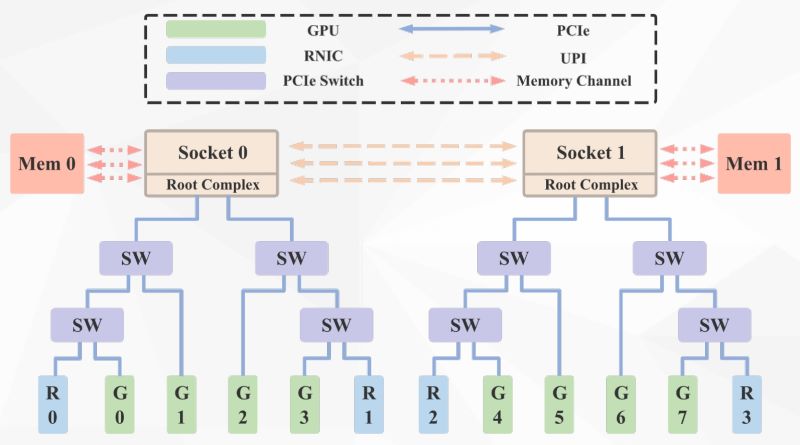 GPU PCIe
RNIC UPI
PCIe Switch Memory Channel
Mem 0 Socket 0 Socket 1 Mem 1
Root Complex Root Complex
SW SW SW SW
SW SW SW SW
R G G G G R R G G G G R
0 0 1 2 3 1 2 4 5 6 7 3